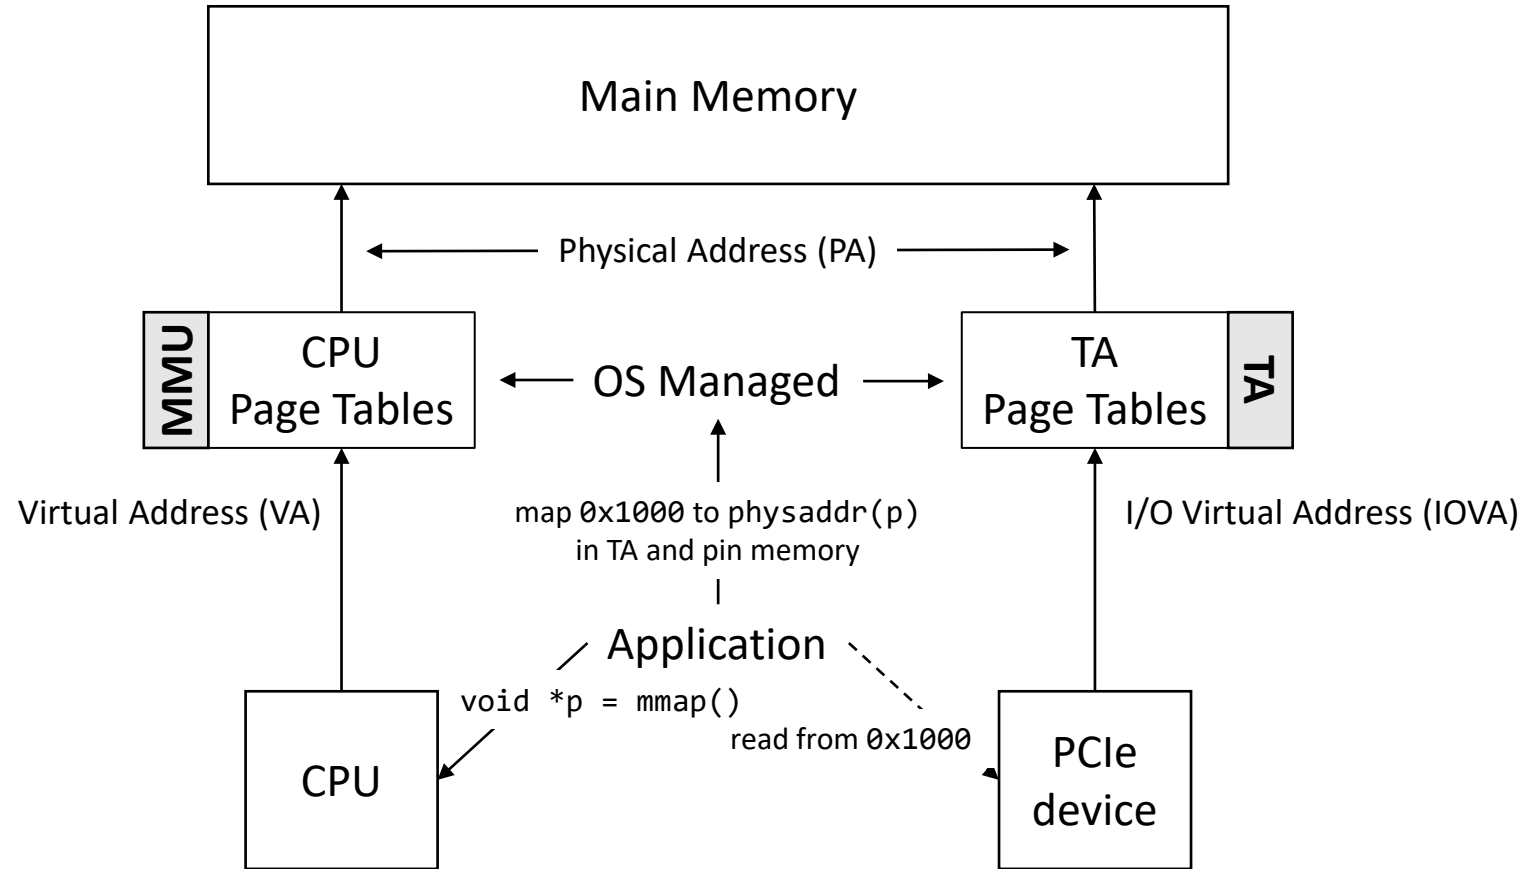 Main Memory
Physical Address (PA)
MMU
CPU
Page Tables
OS Managed
TA
Page Tables
TA
Virtual Address (VA)
map 0x1000 to physaddr(p)
in TA and pin memory
I/O Virtual Address (IOVA)
Application
void *p = mmap()
read from 0x1000
CPU
PCIe
device